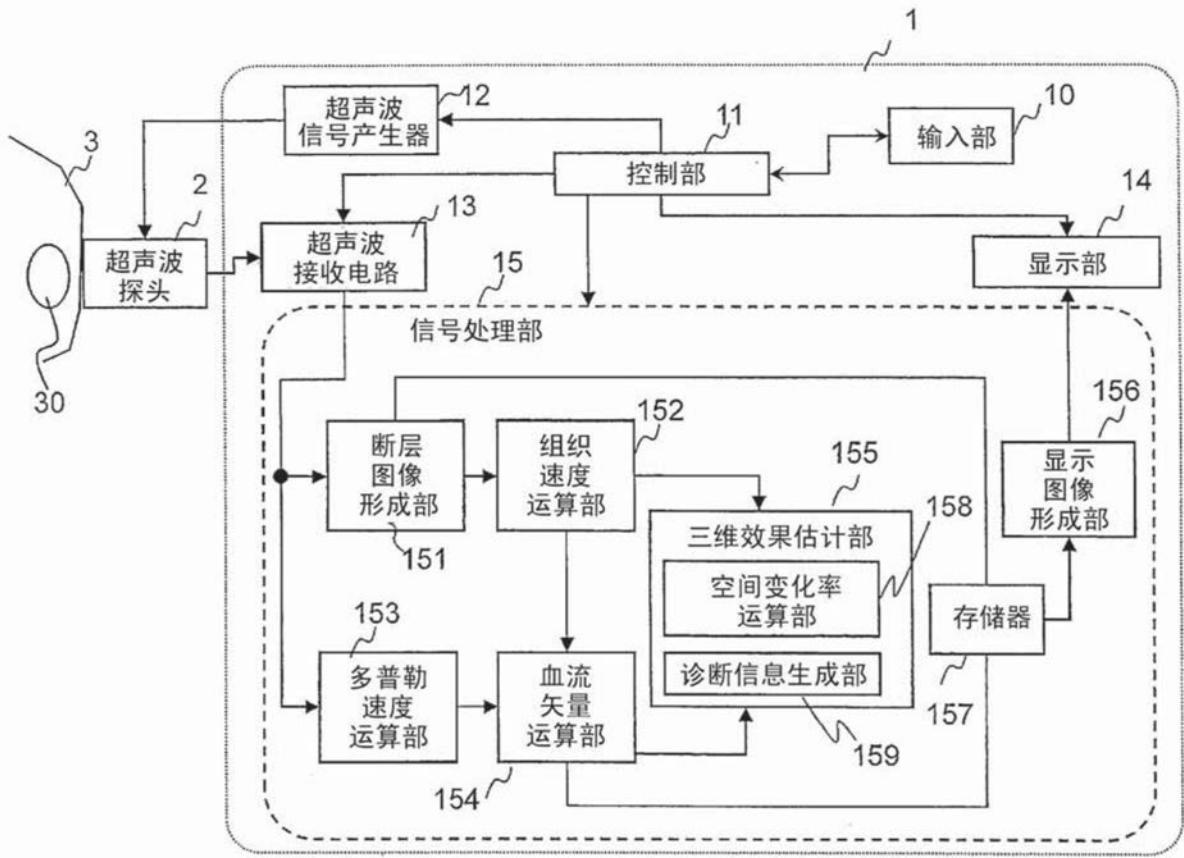 1
超声波
信号产生器
12
11
10
输入部
控制部
3
2
13
14
超声波
探头
超声波
接收电路
显示部
15
信号处理部
30
断层
图像
形成部
151
组织
速度
运算部
152
155
158
156
显示
图像
形成部
三维效果估计部
空间变化率
运算部
诊断信息生成部
159
存储器
157
153
多普勒
速度
运算部
血流
矢量
运算部
154